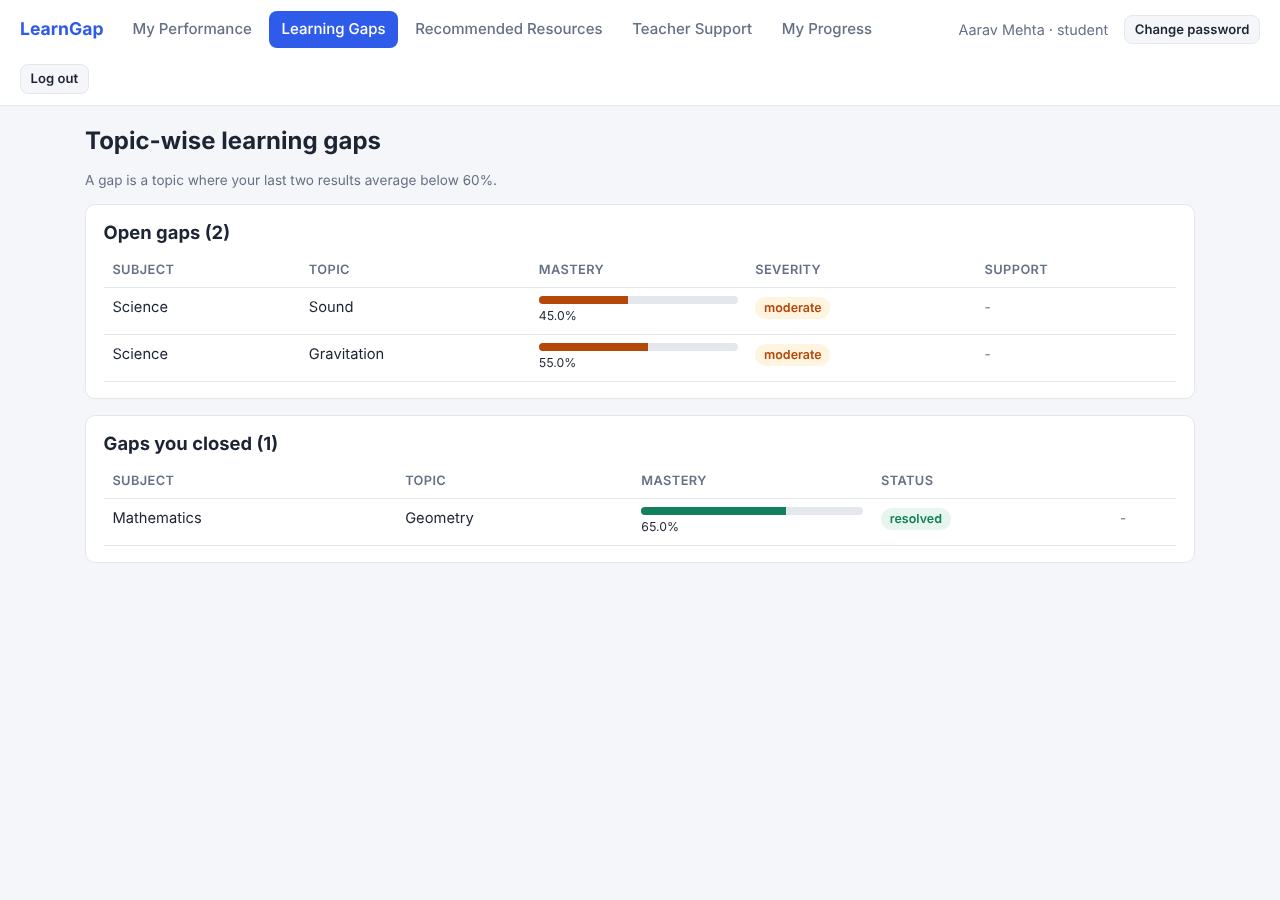 LearnGap My Performance Learning Gaps Recommended Resources Teacher Support My Progress Aarav Mehta · student Change password
Log out
Topic-wise learning gaps
A gap is a topic where your last two results average below 60%.
Open gaps (2)
SUBJECT TOPIC MASTERY SEVERITY SUPPORT
Science Sound 45.0% moderate -
Science Gravitation 55.0% moderate -
Gaps you closed (1)
SUBJECT TOPIC MASTERY STATUS
Mathematics Geometry 65.0% resolved -